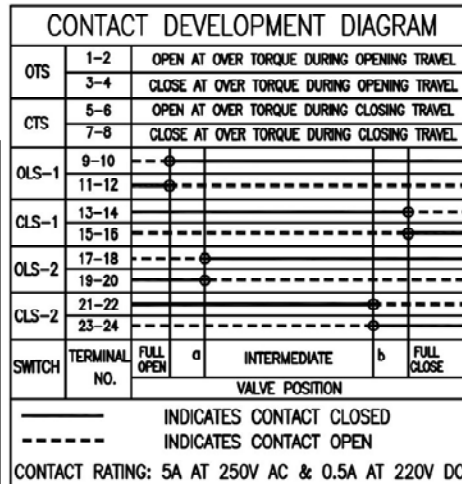 CONTACT DEVELOPMENT DIAGRAM
OTS 1-2 OPEN AT OVER TORQUE DURING OPENING TRAVEL
3-4 CLOSE AT OVER TORQUE DURING OPENING TRAVEL
CTS 5-6 OPEN AT OVER TORQUE DURING CLOSING TRAVEL
7-8 CLOSE AT OVER TORQUE DURING CLOSING TRAVEL
OLS-1 9-10
11-12
CLS-1 13-14
15-16
OLS-2 17-18
19-20
CLS-2 21-22
23-24
SWITCH TERMINAL NO. FULL OPEN a INTERMEDIATE b FULL CLOSE
VALVE POSITION
INDICATES CONTACT CLOSED
INDICATES CONTACT OPEN
CONTACT RATING: 5A AT 250V AC & 0.5A AT 220V DC